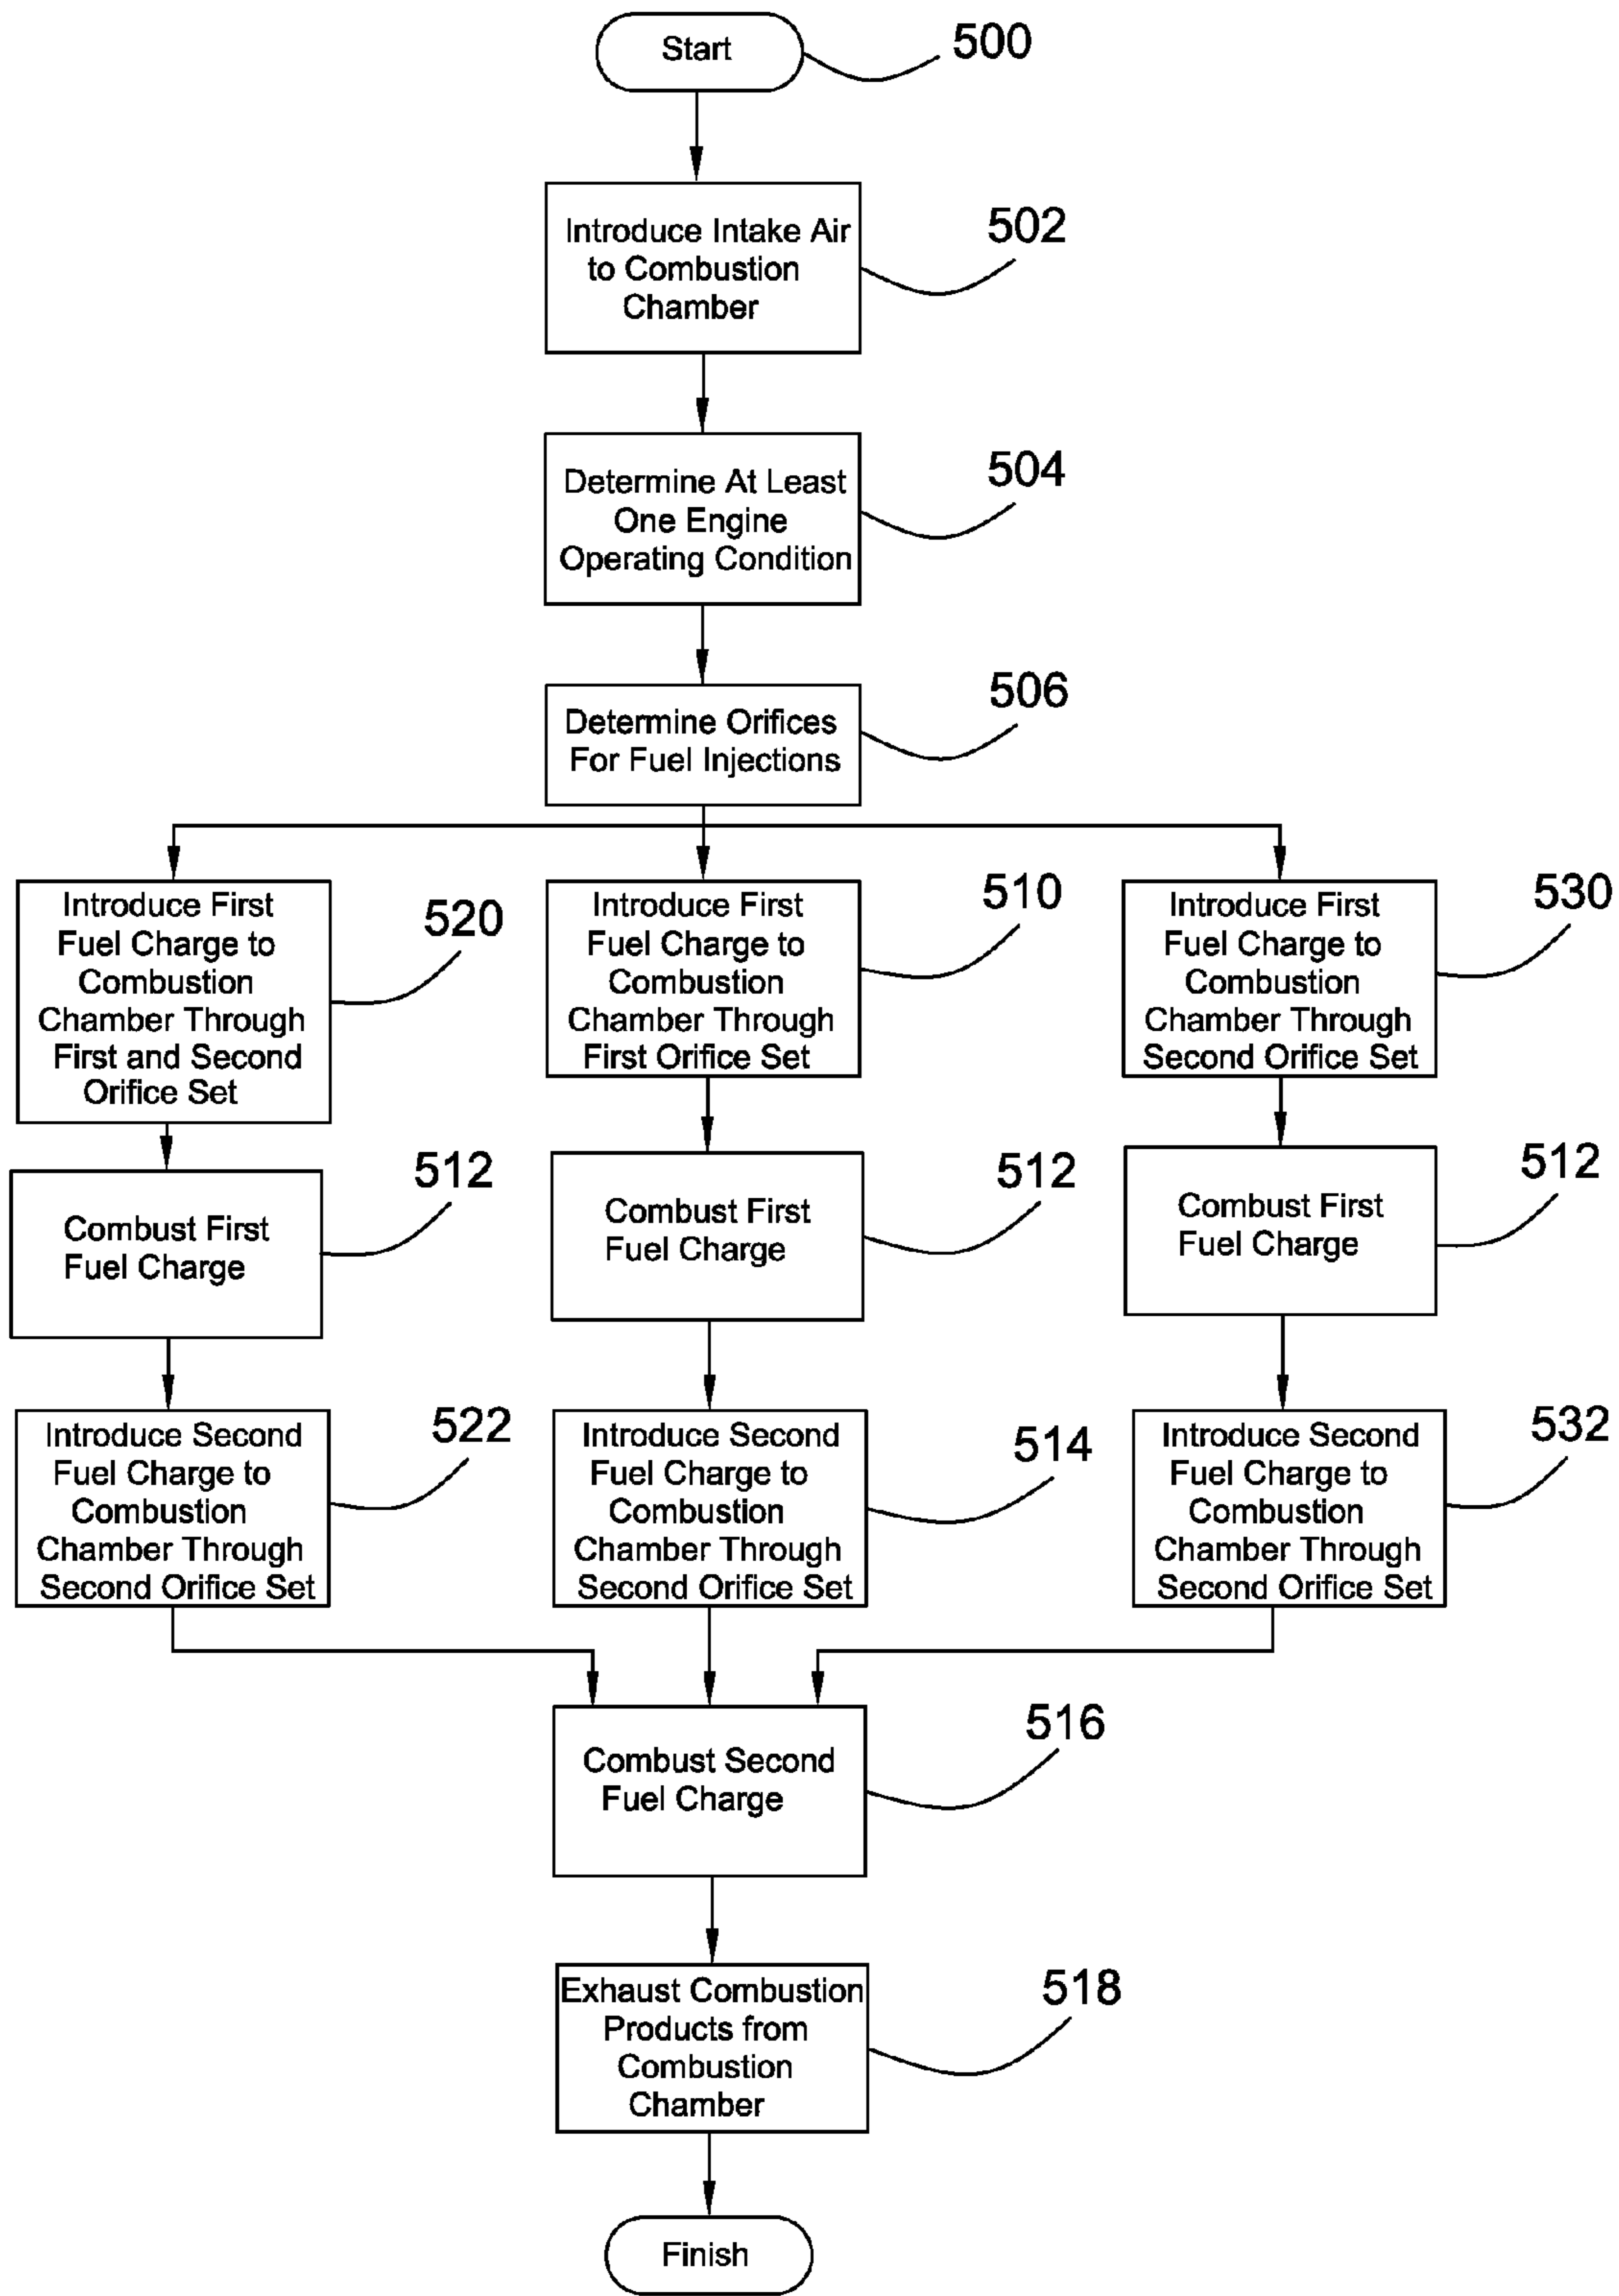 Start
500
Introduce Intake Air
to Combustion
Chamber
502
Determine At Least
One Engine
Operating Condition
504
Determine Orifices
For Fuel Injections
506
Introduce First
Fuel Charge to
Combustion
Chamber Through
First and Second
Orifice Set
520
Introduce First
Fuel Charge to
Combustion
Chamber Through
First Orifice Set
510
Introduce First
Fuel Charge to
Combustion
Chamber Through
Second Orifice Set
530
Combust First
Fuel Charge
512
Combust First
Fuel Charge
512
Combust First
Fuel Charge
512
Introduce Second
Fuel Charge to
Combustion
Chamber Through
Second Orifice Set
522
Introduce Second
Fuel Charge to
Combustion
Chamber Through
Second Orifice Set
514
Introduce Second
Fuel Charge to
Combustion
Chamber Through
Second Orifice Set
532
Combust Second
Fuel Charge
516
Exhaust Combustion
Products from
Combustion
Chamber
518
Finish